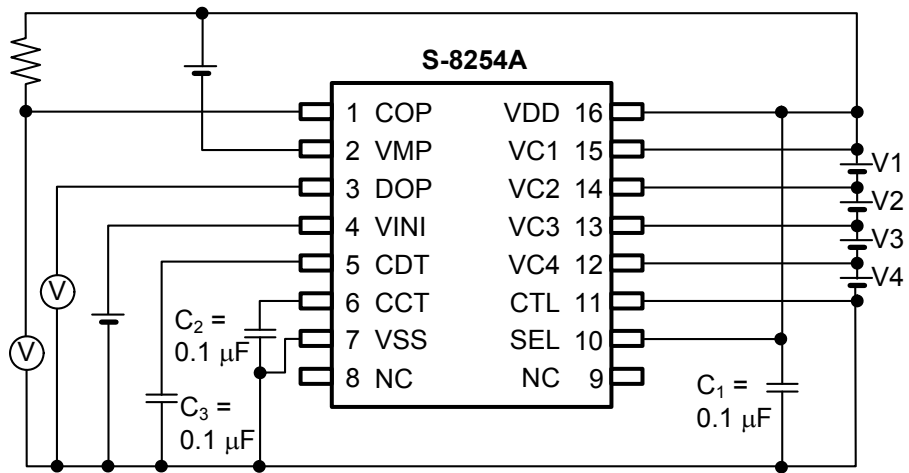 S-8254A
1 COP VDD 16
2 VMP VC1 15
3 DOP VC2 14
4 VINI VC3 13
5 CDT VC4 12
6 CCT CTL 11
7 VSS SEL 10
8 NC NC 9
V1
V2
V3
V4
V
V
C2 =
0.1 µF
C3 =
0.1 µF
C1 =
0.1 µF